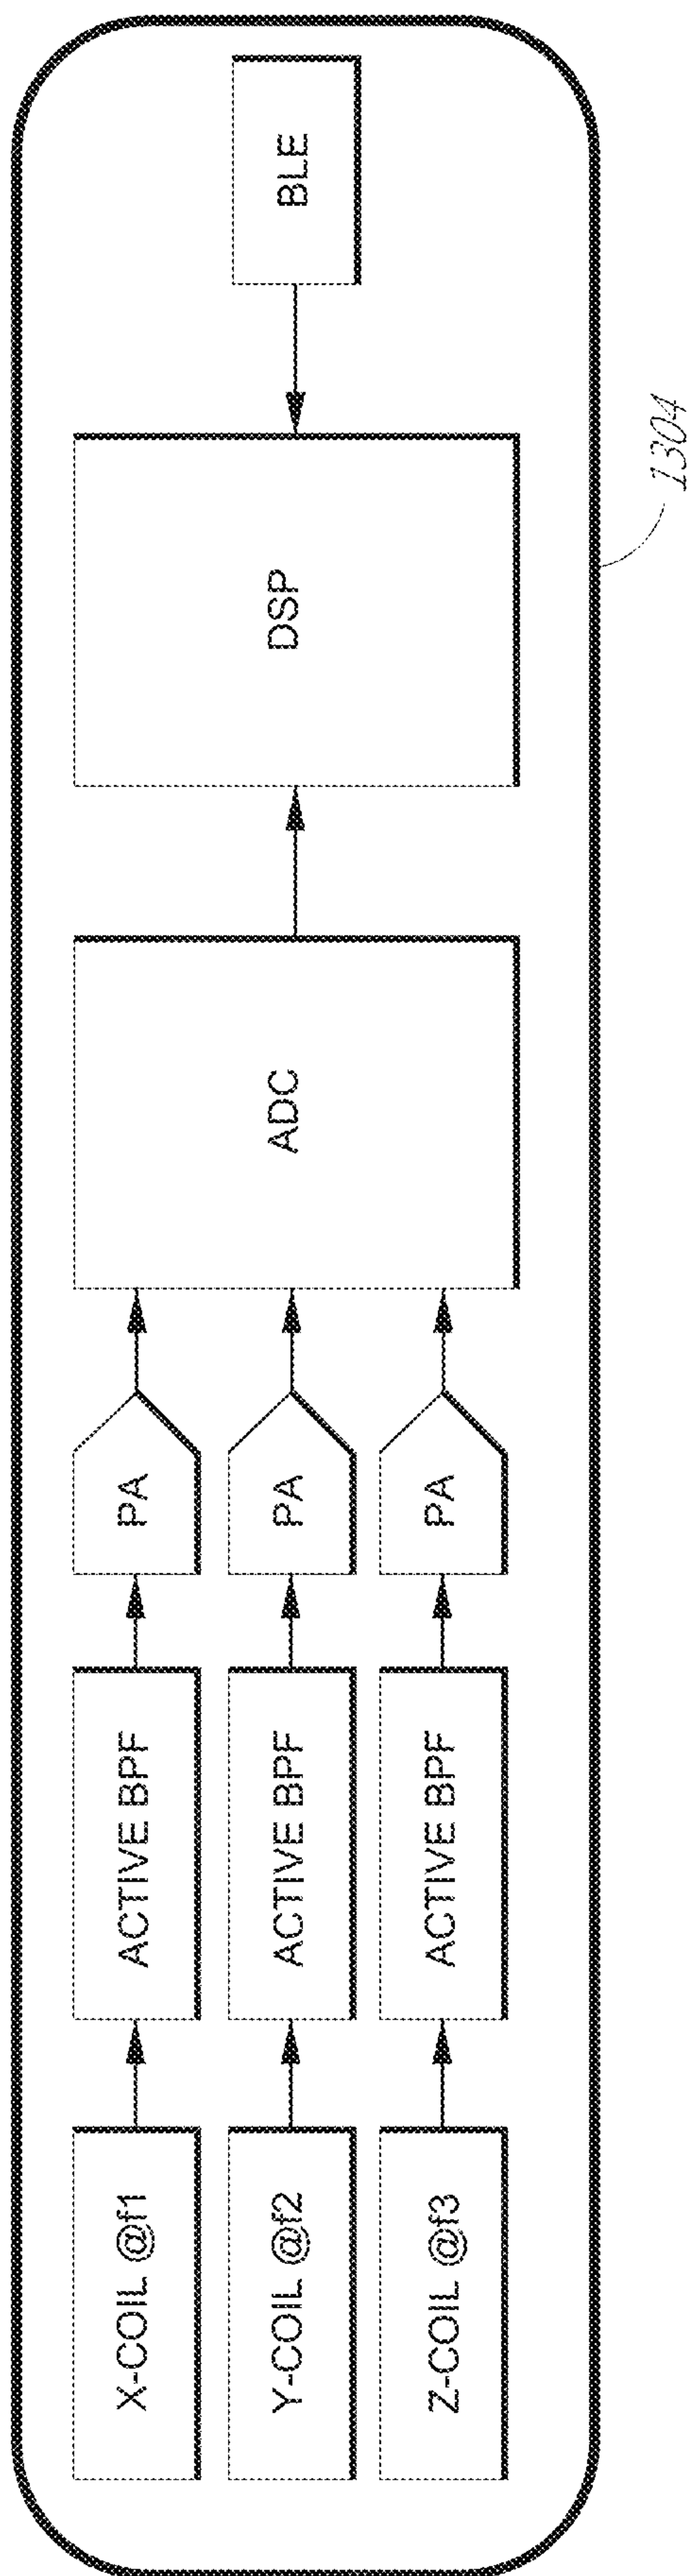 X-COIL @f1
ACTIVE BPF
PA
Y-COIL @f2
ACTIVE BPF
PA
Z-COIL @f3
ACTIVE BPF
PA
ADC
DSP
BLE
1304